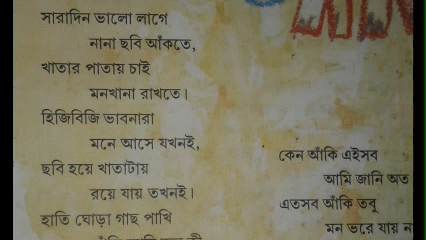 সারাদিন ভালো লাগে
নানা ছবি আঁকতে,
খাতার পাতায় চাই
মনখানা রাখতে।
হিজিবিজি ভাবনারা
মনে আসে যখনই,
ছবি হয়ে খাতাটায়
রয়ে যায় তখনই।
হাতি ঘোড়া গাছ পাখি
কেন আঁকি এইসব
আমি জানি অত
এতসব আঁকি তবু
মন ভরে যায় ন